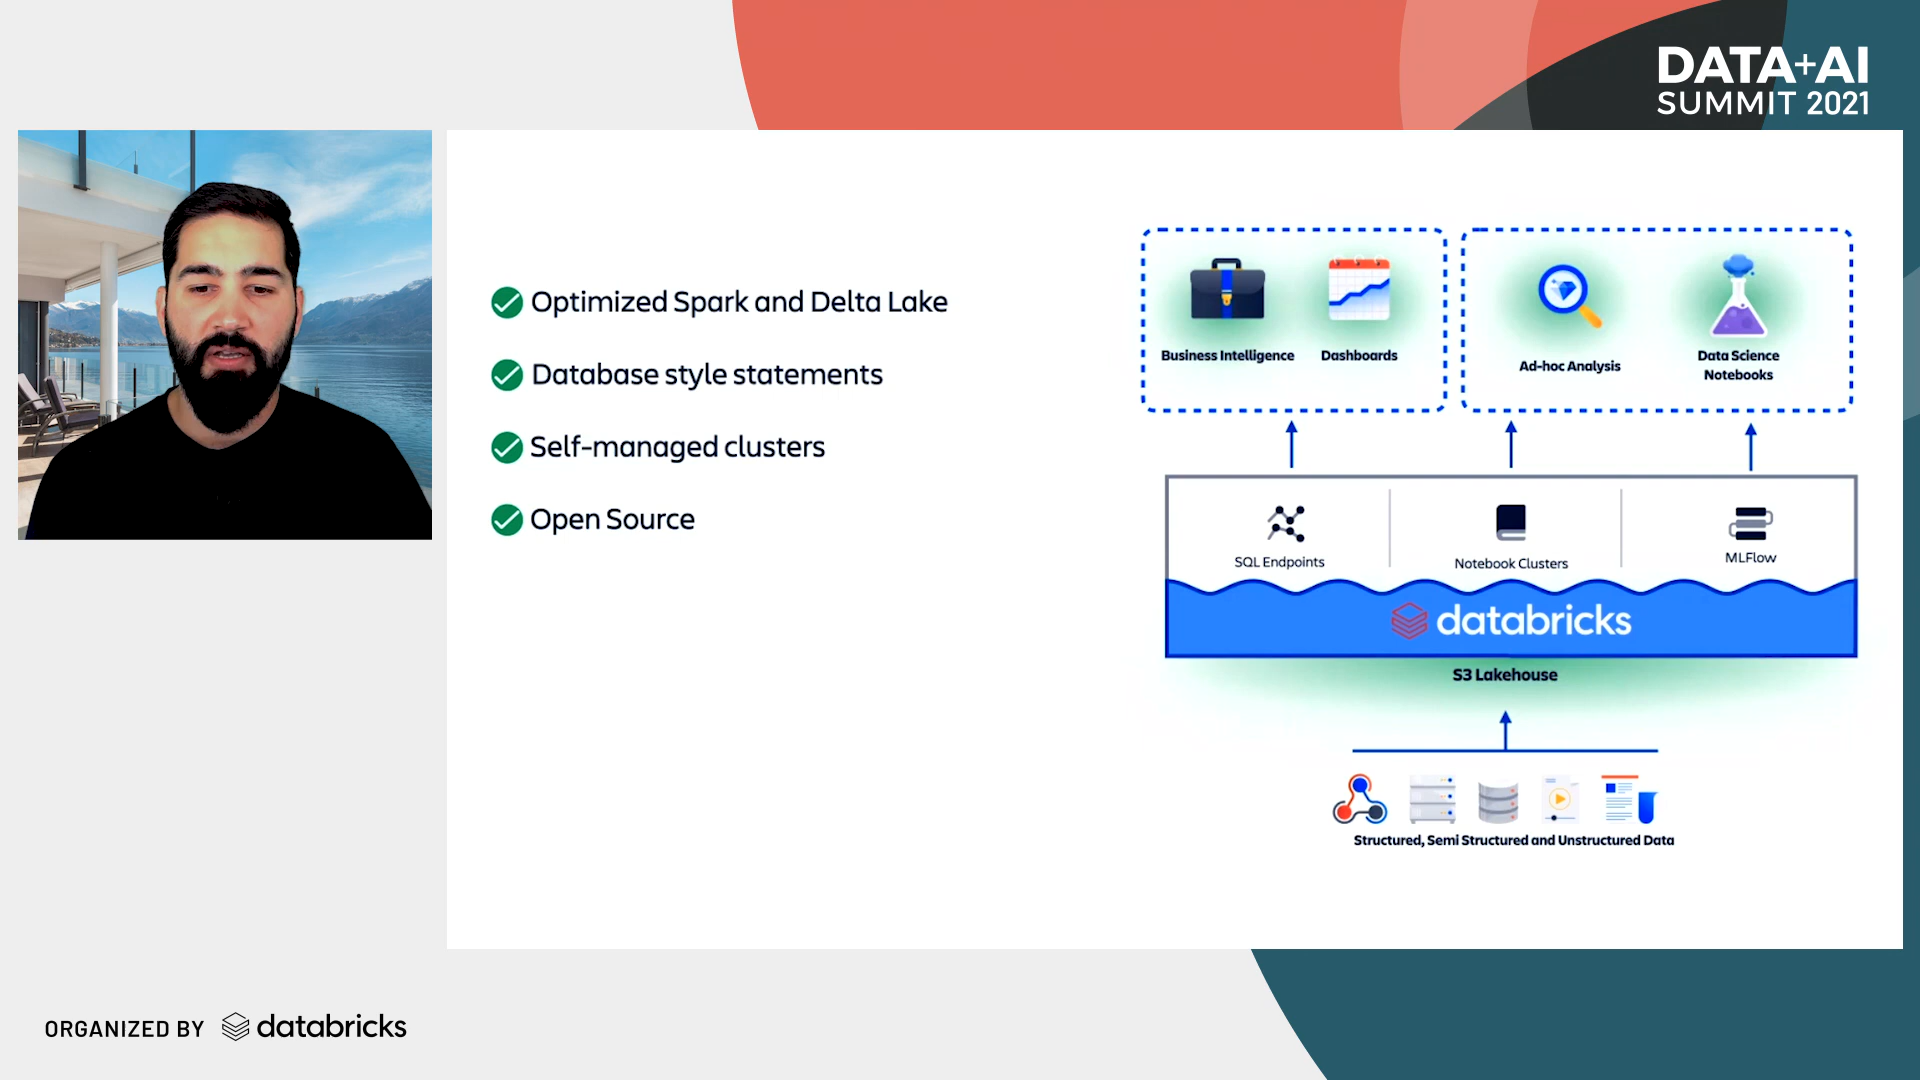 DATA+AI
SUMMIT 2021
Optimized Spark and Delta Lake
Database style statements
Self-managed clusters
Open Source
Business Intelligence
Dashboards
Ad-hoc Analysis
Data Science
Notebooks
SQL Endpoints
Notebook Clusters
MLFlow
databricks
S3 Lakehouse
Structured, Semi Structured and Unstructured Data
ORGANIZED BY databricks